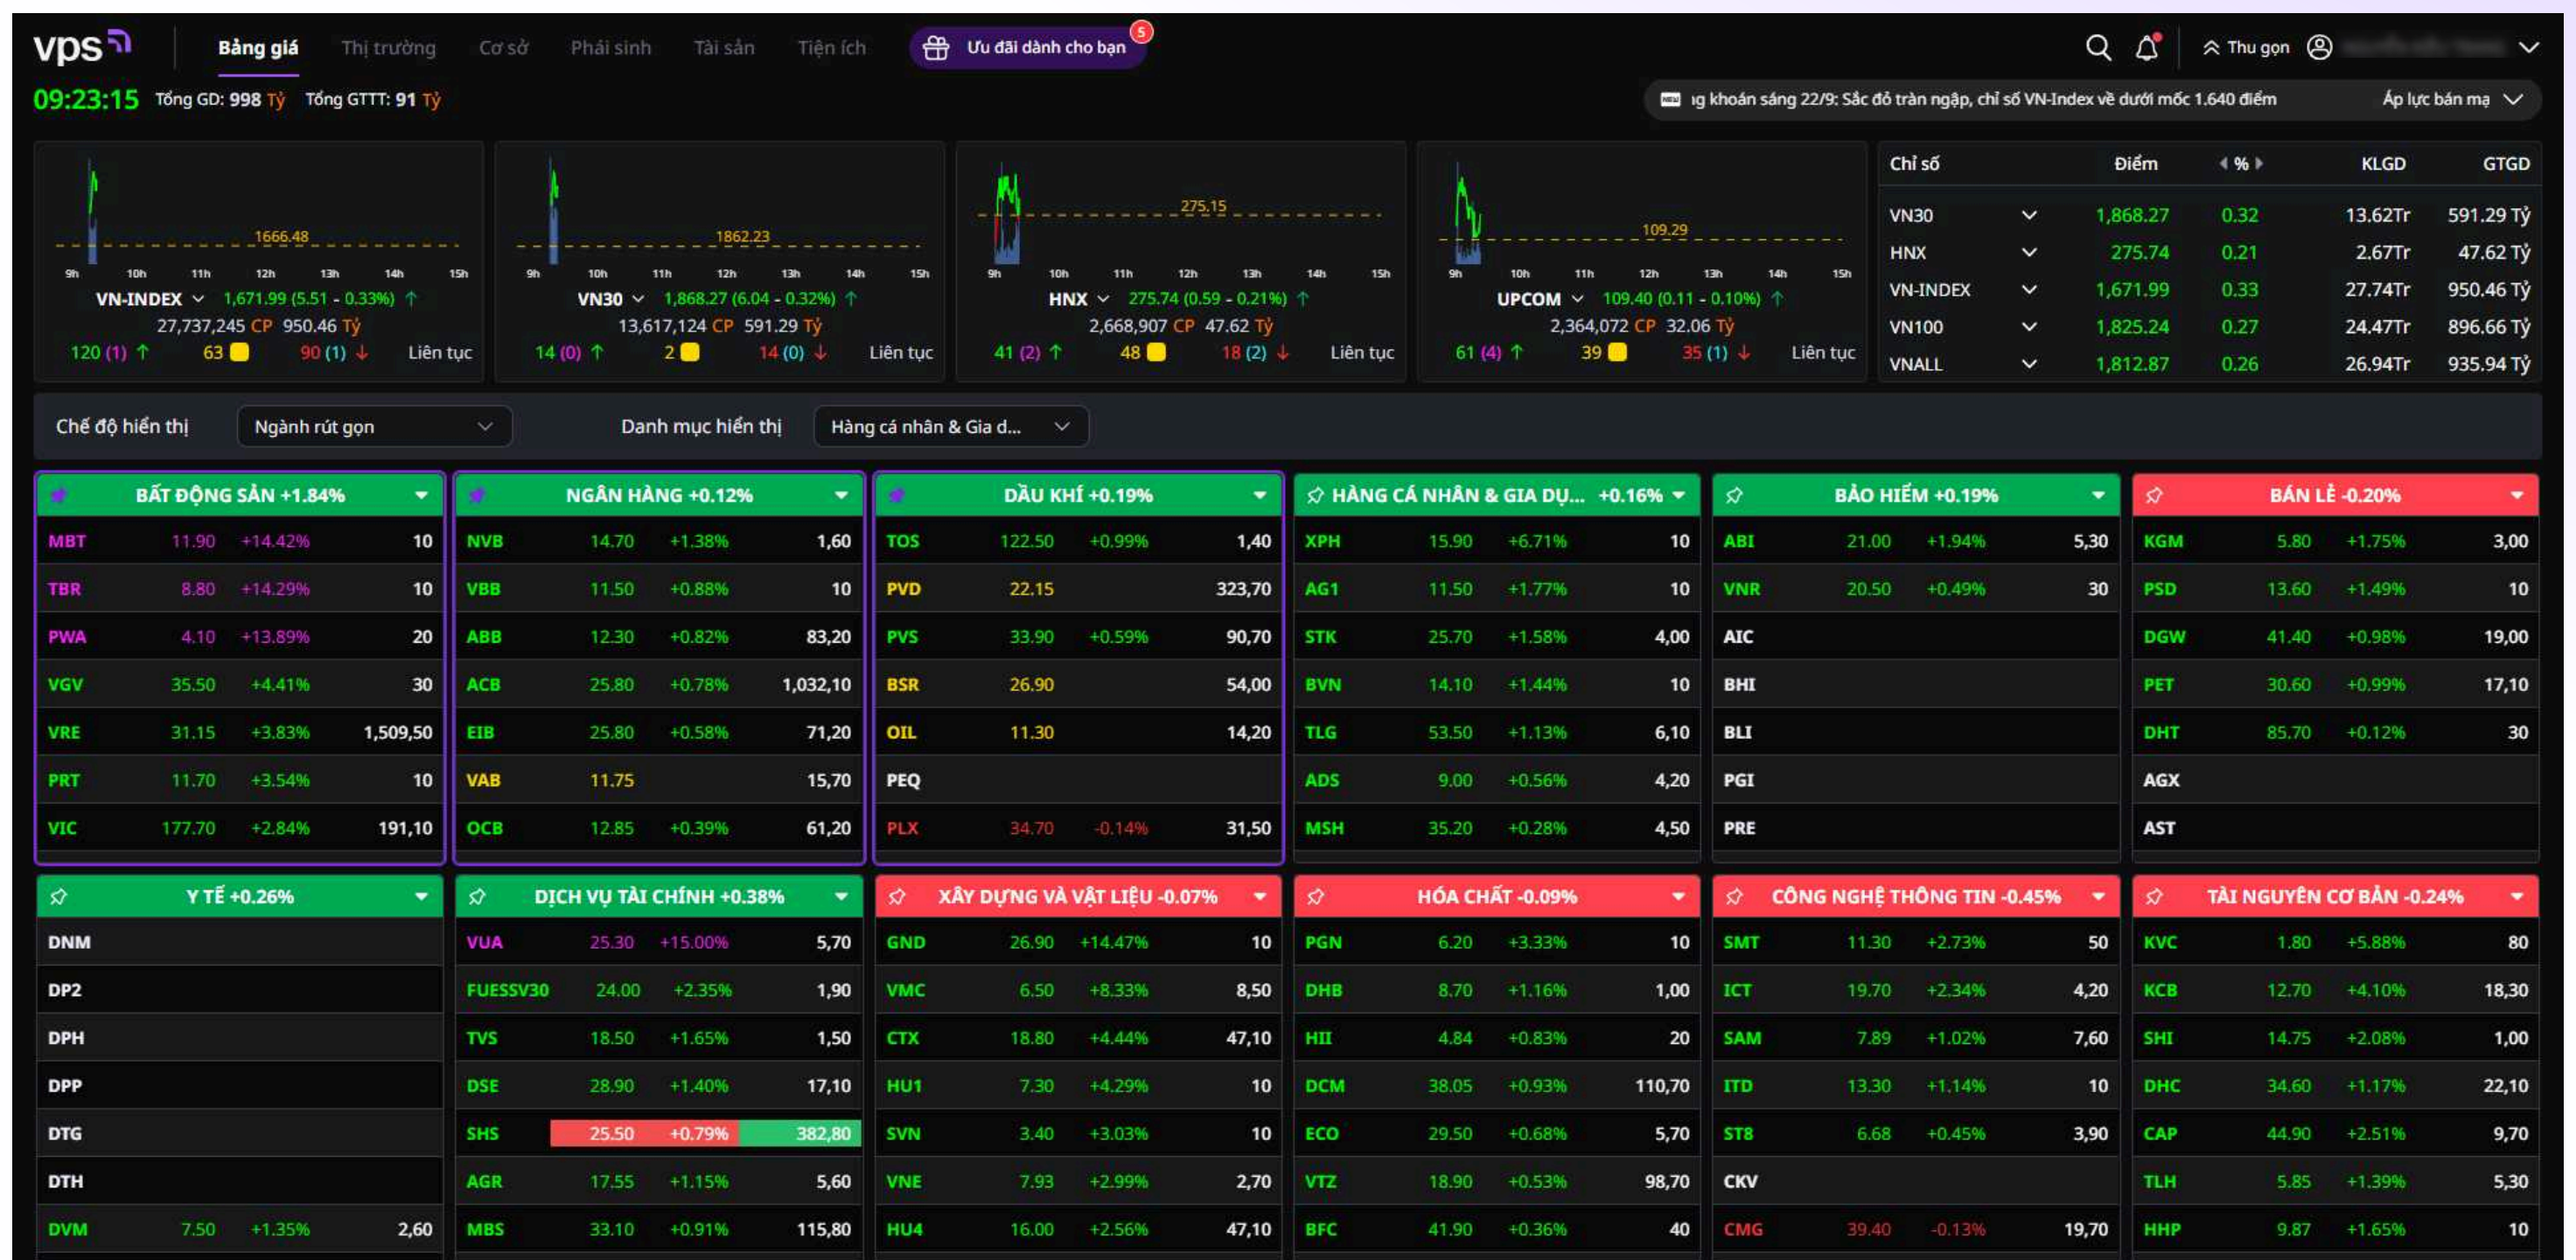 vps
Bảng giá Thị trường Cơ sở Phái sinh Tài sản Tiện ích Ưu đãi dành cho bạn 5 Thu gọn
09:23:15 Tổng GD: 998 Tỷ Tổng GTTT: 91 Tỷ NEW ng khoán sáng 22/9: Sắc đỏ tràn ngập, chỉ số VN-Index về dưới mốc 1.640 điểm Áp lực bán mạ
1666.48
9h 10h 11h 12h 13h 14h 15h
VN-INDEX 1,671.99 (5.51 - 0.33%)
27,737,245 CP 950.46 Tỷ
120 (1) 63 90 (1) Liên tục
1862.23
9h 10h 11h 12h 13h 14h 15h
VN30 1,868.27 (6.04 - 0.32%)
13,617,124 CP 591.29 Tỷ
14 (0) 2 14 (0) Liên tục
275.15
9h 10h 11h 12h 13h 14h 15h
HNX 275.74 (0.59 - 0.21%)
2,668,907 CP 47.62 Tỷ
41 (2) 48 18 (2) Liên tục
109.29
9h 10h 11h 12h 13h 14h 15h
UPCOM 109.40 (0.11 - 0.10%)
2,364,072 CP 32.06 Tỷ
61 (4) 39 35 (1) Liên tục
Chỉ số Điểm % KLGD GTGD
VN30 1,868.27 0.32 13.62Tr 591.29 Tỷ
HNX 275.74 0.21 2.67Tr 47.62 Tỷ
VN-INDEX 1,671.99 0.33 27.74Tr 950.46 Tỷ
VN100 1,825.24 0.27 24.47Tr 896.66 Tỷ
VNALL 1,812.87 0.26 26.94Tr 935.94 Tỷ
Chế độ hiển thị Ngành rút gọn Danh mục hiển thị Hàng cá nhân & Gia d...
BẤT ĐỘNG SẢN +1.84%
MBT 11.90 +14.42% 10
TBR 8.80 +14.29% 10
PWA 4.10 +13.89% 20
VGV 35.50 +4.41% 30
VRE 31.15 +3.83% 1,509,50
PRT 11.70 +3.54% 10
VIC 177.70 +2.84% 191,10
NGÂN HÀNG +0.12%
NVB 14.70 +1.38% 1,60
VBB 11.50 +0.88% 10
ABB 12.30 +0.82% 83,20
ACB 25.80 +0.78% 1,032,10
EIB 25.80 +0.58% 71,20
VAB 11.75 15,70
OCB 12.85 +0.39% 61,20
DẦU KHÍ +0.19%
TOS 122.50 +0.99% 1,40
PVD 22.15 323,70
PVS 33.90 +0.59% 90,70
BSR 26.90 54,00
OIL 11.30 14,20
PEQ
PLX 34.70 -0.14% 31,50
HÀNG CÁ NHÂN & GIA DỤ... +0.16%
XPH 15.90 +6.71% 10
AG1 11.50 +1.77% 10
STK 25.70 +1.58% 4,00
BVN 14.10 +1.44% 10
TLG 53.50 +1.13% 6,10
ADS 9.00 +0.56% 4,20
MSH 35.20 +0.28% 4,50
BẢO HIỂM +0.19%
ABI 21.00 +1.94% 5,30
VNR 20.50 +0.49% 30
AIC
BHI
BLI
PGI
PRE
BÁN LẺ -0.20%
KGM 5.80 +1.75% 3,00
PSD 13.60 +1.49% 10
DGW 41.40 +0.98% 19,00
PET 30.60 +0.99% 17,10
DHT 85.70 +0.12% 30
AGX
AST
Y TẾ +0.26%
DNM
DP2
DPH
DPP
DTG
DTH
DVM 7.50 +1.35% 2,60
DỊCH VỤ TÀI CHÍNH +0.38%
VUA 25.30 +15.00% 5,70
FUESSV30 24.00 +2.35% 1,90
TVS 18.50 +1.65% 1,50
DSE 28.90 +1.40% 17,10
SHS 25.50 +0.79% 382,80
AGR 17.55 +1.15% 5,60
MBS 33.10 +0.91% 115,80
XÂY DỰNG VÀ VẬT LIỆU -0.07%
GND 26.90 +14.47% 10
VMC 6.50 +8.33% 8,50
CTX 18.80 +4.44% 47,10
HU1 7.30 +4.29% 10
SVN 3.40 +3.03% 10
VNE 7.93 +2.99% 2,70
HU4 16.00 +2.56% 47,10
HÓA CHẤT -0.09%
PGN 6.20 +3.33% 10
DHB 8.70 +1.16% 1,00
HII 4.84 +0.83% 20
DCM 38.05 +0.93% 110,70
ECO 29.50 +0.68% 5,70
VTZ 18.90 +0.53% 98,70
BFC 41.90 +0.36% 40
CÔNG NGHỆ THÔNG TIN -0.45%
SMT 11.30 +2.73% 50
ICT 19.70 +2.34% 4,20
SAM 7.89 +1.02% 7,60
ITD 13.30 +1.14% 10
ST8 6.68 +0.45% 3,90
CKV
CMG 39.40 -0.13% 19,70
TÀI NGUYÊN CƠ BẢN -0.24%
KVC 1.80 +5.88% 80
KCB 12.70 +4.10% 18,30
SHI 14.75 +2.08% 1,00
DHC 34.60 +1.17% 22,10
CAP 44.90 +2.51% 9,70
TLH 5.85 +1.39% 5,30
HHP 9.87 +1.65% 10